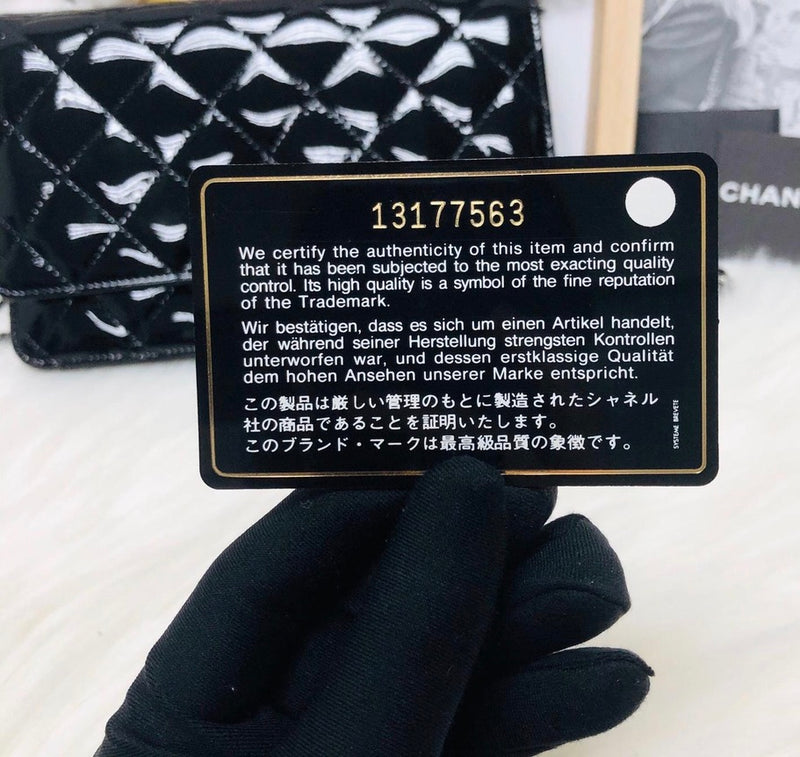 13177563
We certify the authenticity of this item and confirm
that it has been subjected to the most exacting quality
control. Its high quality is a symbol of the fine reputation
of the Trademark.
Wir bestätigen, dass es sich um einen Artikel handelt,
der während seiner Herstellung strengsten Kontrollen
unterworfen war, und dessen erstklassige Qualität
dem hohen Ansehen unserer Marke entspricht.
この製品は厳しい管理のもとに製造されたシャネル
社の商品であることを証明いたします。
このブランド・マークは最高級品質の象徴です。
SYSTEME BREVETE
CHAN